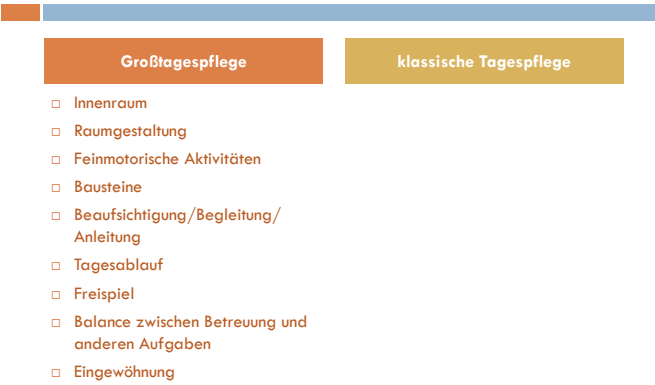 Großtagespflege
klassische Tagespflege
Innenraum
Raumgestaltung
Feinmotorische Aktivitäten
Bausteine
Beaufsichtigung/Begleitung/
Anleitung
Tagesablauf
Freispiel
Balance zwischen Betreuung und
anderen Aufgaben
Eingewöhnung